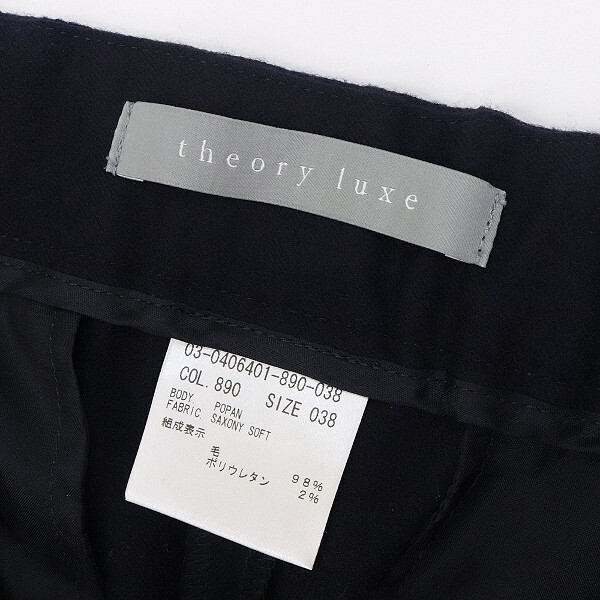 theory luxe
03-0406401-890-038
COL. 890 SIZE 038
BODY POPAN
FABRIC SAXONY SOFT
組成表示
毛 98%
ポリウレタン 2%